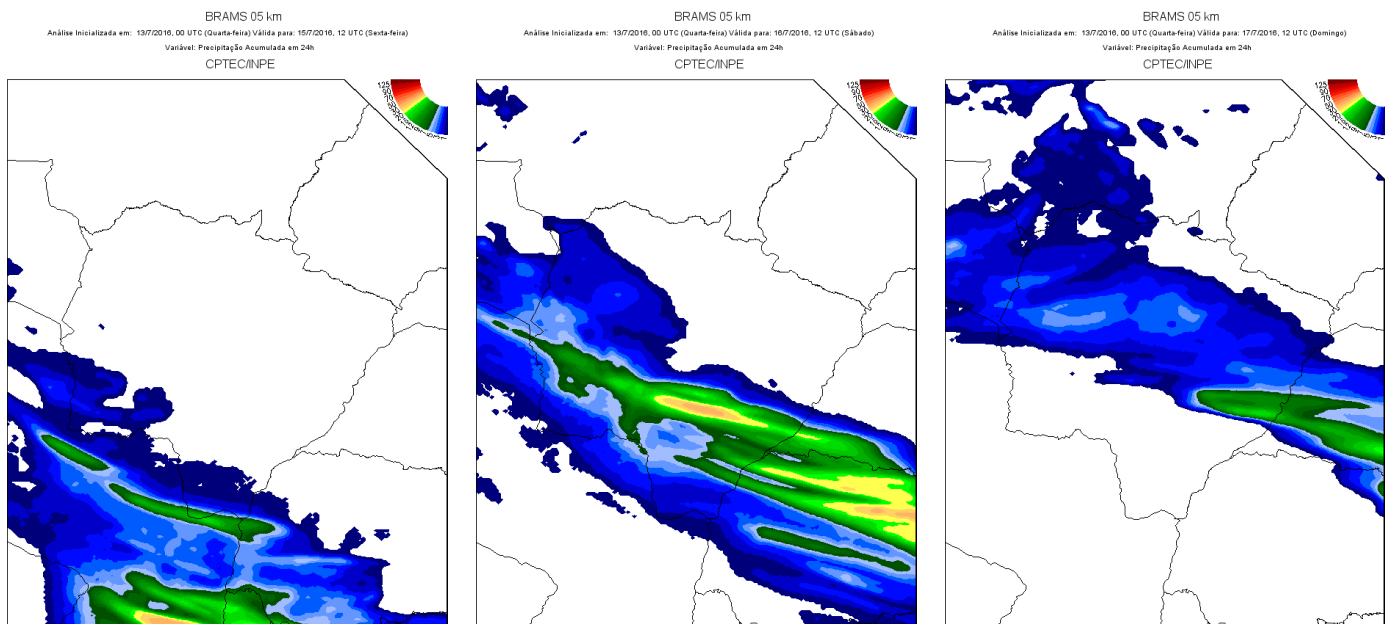 BRAMS 05 km
Análise Inicializada em: 13/7/2016, 00 UTC (Quarta-feira) Válida para: 15/7/2016, 12 UTC (Sexta-feira)
Variável: Precipitação Acumulada em 24h
CPTEC/INPE
BRAMS 05 km
Análise Inicializada em: 13/7/2016, 00 UTC (Quarta-feira) Válida para: 16/7/2016, 12 UTC (Sábado)
Variável: Precipitação Acumulada em 24h
CPTEC/INPE
BRAMS 05 km
Análise Inicializada em: 13/7/2016, 00 UTC (Quarta-feira) Válida para: 17/7/2016, 12 UTC (Domingo)
Variável: Precipitação Acumulada em 24h
CPTEC/INPE
125
125
125